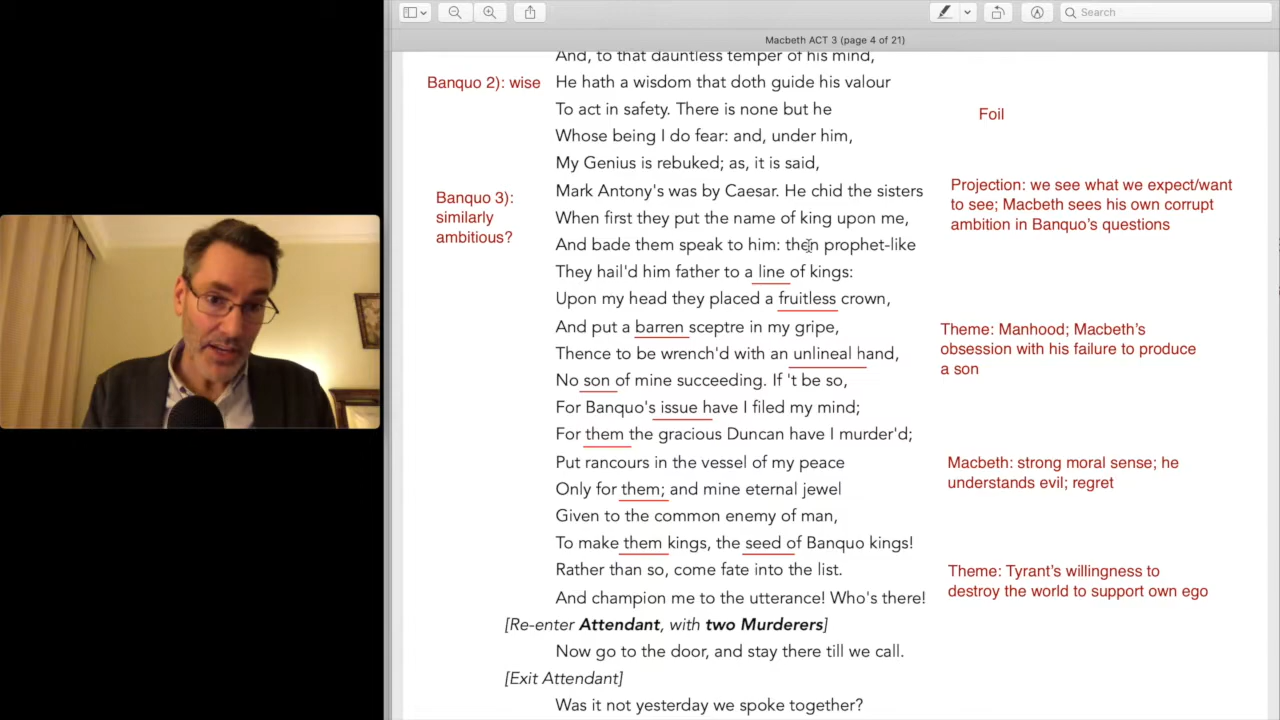 Search
Macbeth ACT 3 (page 4 of 21)
And, to that dauntless temper of his mind,
Banquo 2): wise
He hath a wisdom that doth guide his valour
To act in safety. There is none but he
Foil
Whose being I do fear: and, under him,
My Genius is rebuked; as, it is said,
Mark Antony's was by Caesar. He chid the sisters
When first they put the name of king upon me,
And bade them speak to him: then prophet-like
They hail'd him father to a line of kings:
Upon my head they placed a fruitless crown,
And put a barren sceptre in my gripe,
Thence to be wrench'd with an unlineal hand,
No son of mine succeeding. If 't be so,
For Banquo's issue have I filed my mind;
For them the gracious Duncan have I murder'd;
Put rancours in the vessel of my peace
Only for them; and mine eternal jewel
Given to the common enemy of man,
To make them kings, the seed of Banquo kings!
Rather than so, come fate into the list.
And champion me to the utterance! Who's there!
[Re-enter Attendant, with two Murderers]
Now go to the door, and stay there till we call.
[Exit Attendant]
Was it not yesterday we spoke together?
Banquo 3):
similarly
ambitious?
Projection: we see what we expect/want
to see; Macbeth sees his own corrupt
ambition in Banquo's questions
Theme: Manhood; Macbeth's
obsession with his failure to produce
a son
Macbeth: strong moral sense; he
understands evil; regret
Theme: Tyrant's willingness to
destroy the world to support own ego